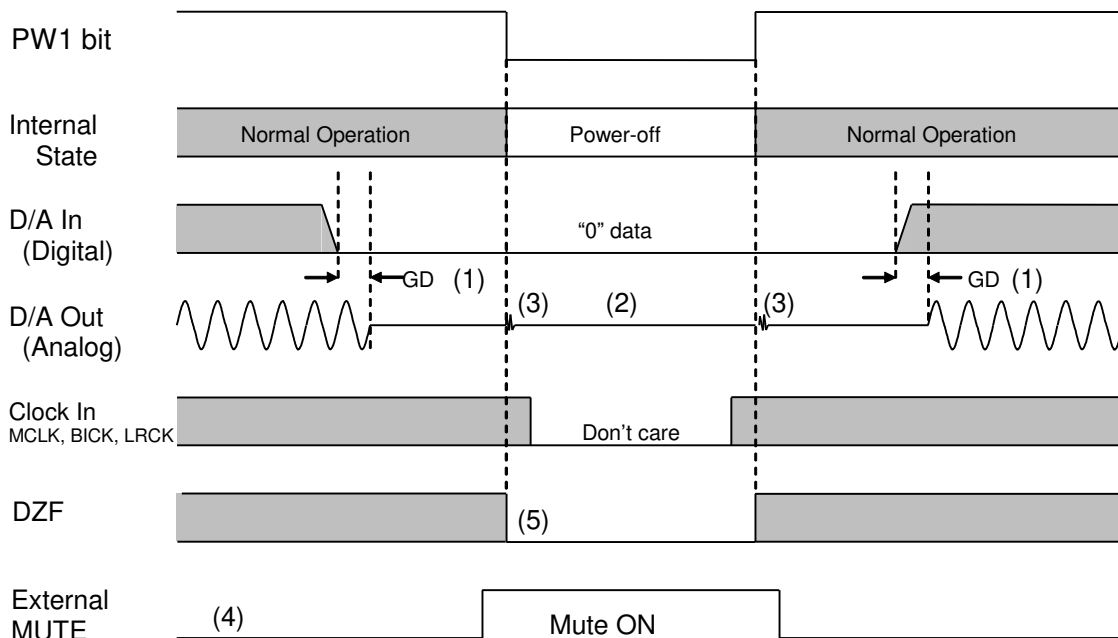 PW1 bit
Internal
State
Normal Operation
Power-off
Normal Operation
D/A In
(Digital)
“0” data
GD (1)
GD (1)
D/A Out
(Analog)
(3)
(2)
(3)
Clock In
MCLK, BICK, LRCK
Don’t care
DZF
(5)
External
MUTE
(4)
Mute ON